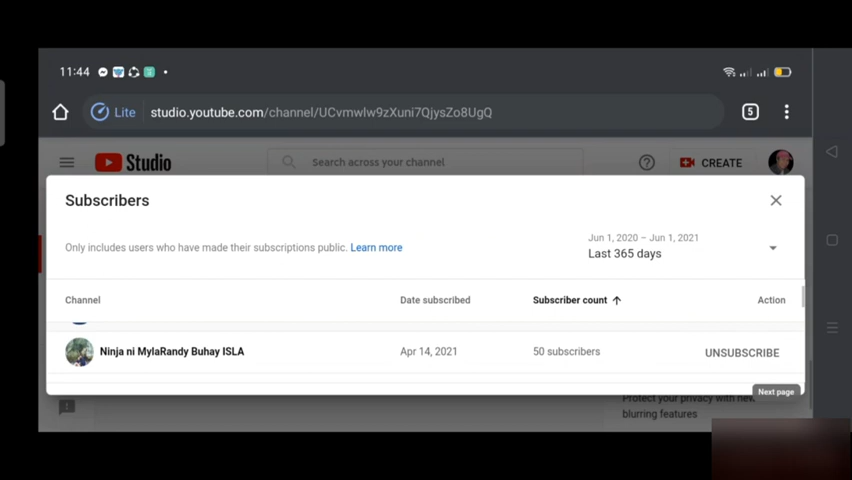 11:44
Lite studio.youtube.com/channel/UCvmwIw9zXuni7QjysZo8UgQ 5
Studio Search across your channel CREATE
Subscribers
Only includes users who have made their subscriptions public. Learn more
Jun 1, 2020 – Jun 1, 2021
Last 365 days
Channel Date subscribed Subscriber count Action
Ninja ni MylaRandy Buhay ISLA Apr 14, 2021 50 subscribers UNSUBSCRIBE
Next page
Protect your privacy with new
blurring features